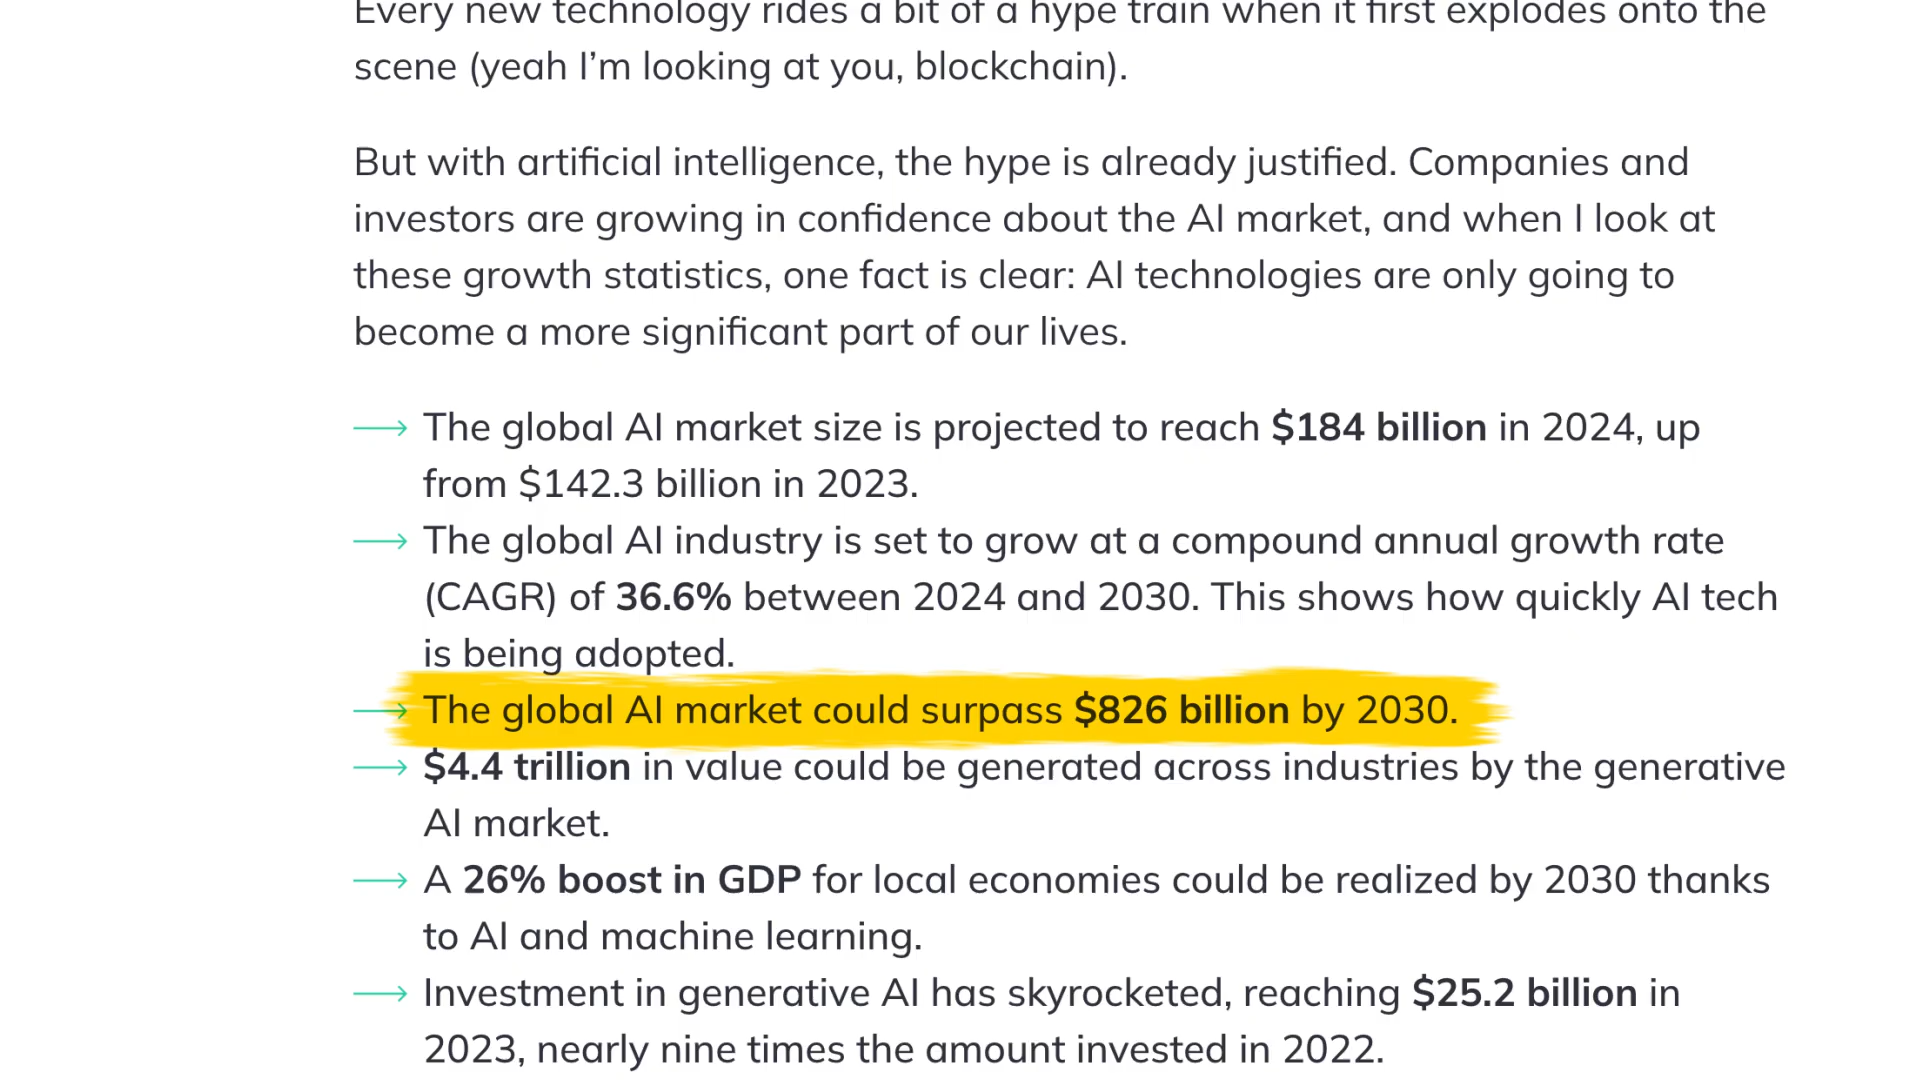 Every new technology rides a bit of a hype train when it first explodes onto the
scene (yeah I’m looking at you, blockchain).
But with artificial intelligence, the hype is already justified. Companies and
investors are growing in confidence about the AI market, and when I look at
these growth statistics, one fact is clear: AI technologies are only going to
become a more significant part of our lives.
The global AI market size is projected to reach $184 billion in 2024, up
from $142.3 billion in 2023.
The global AI industry is set to grow at a compound annual growth rate
(CAGR) of 36.6% between 2024 and 2030. This shows how quickly AI tech
is being adopted.
The global AI market could surpass $826 billion by 2030.
$4.4 trillion in value could be generated across industries by the generative
AI market.
A 26% boost in GDP for local economies could be realized by 2030 thanks
to AI and machine learning.
Investment in generative AI has skyrocketed, reaching $25.2 billion in
2023, nearly nine times the amount invested in 2022.